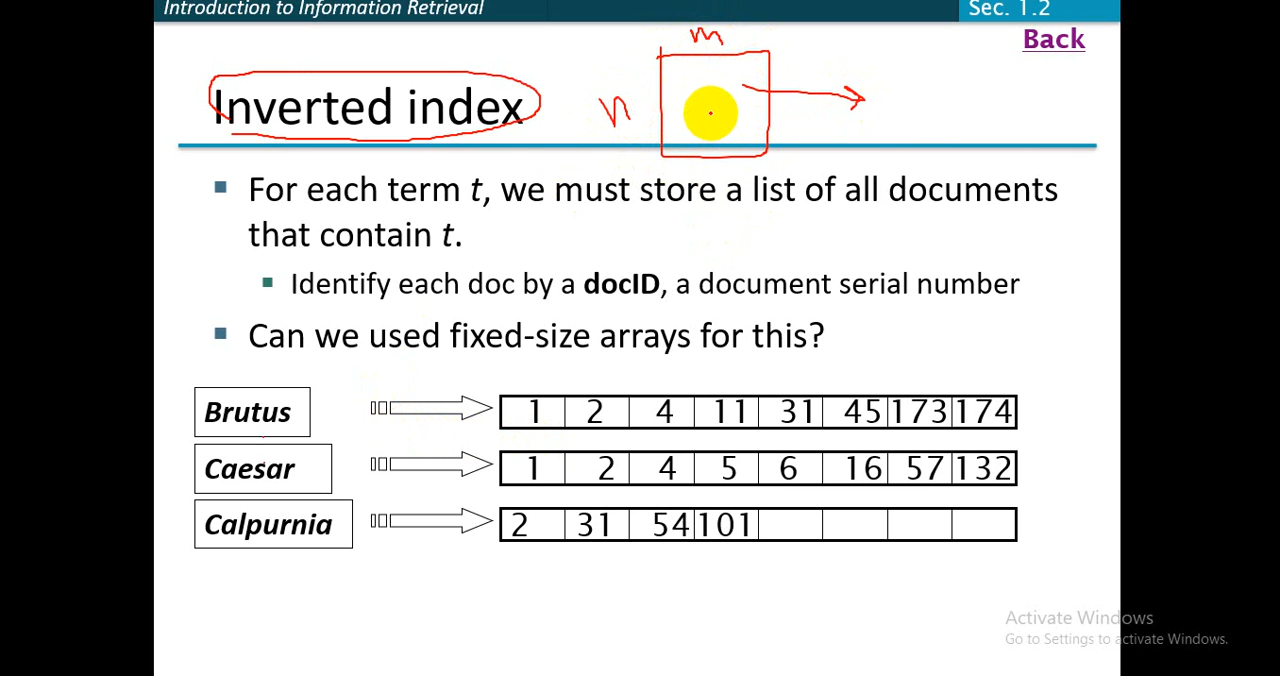 Introduction to Information Retrieval
Sec. 1.2
m
Back
Inverted index
n
For each term t, we must store a list of all documents
that contain t.
Identify each doc by a docID, a document serial number
Can we used fixed-size arrays for this?
Brutus 1 2 4 11 31 45 173 174
Caesar 1 2 4 5 6 16 57 132
Calpurnia 2 31 54 101
Activate Windows
Go to Settings to activate Windows.